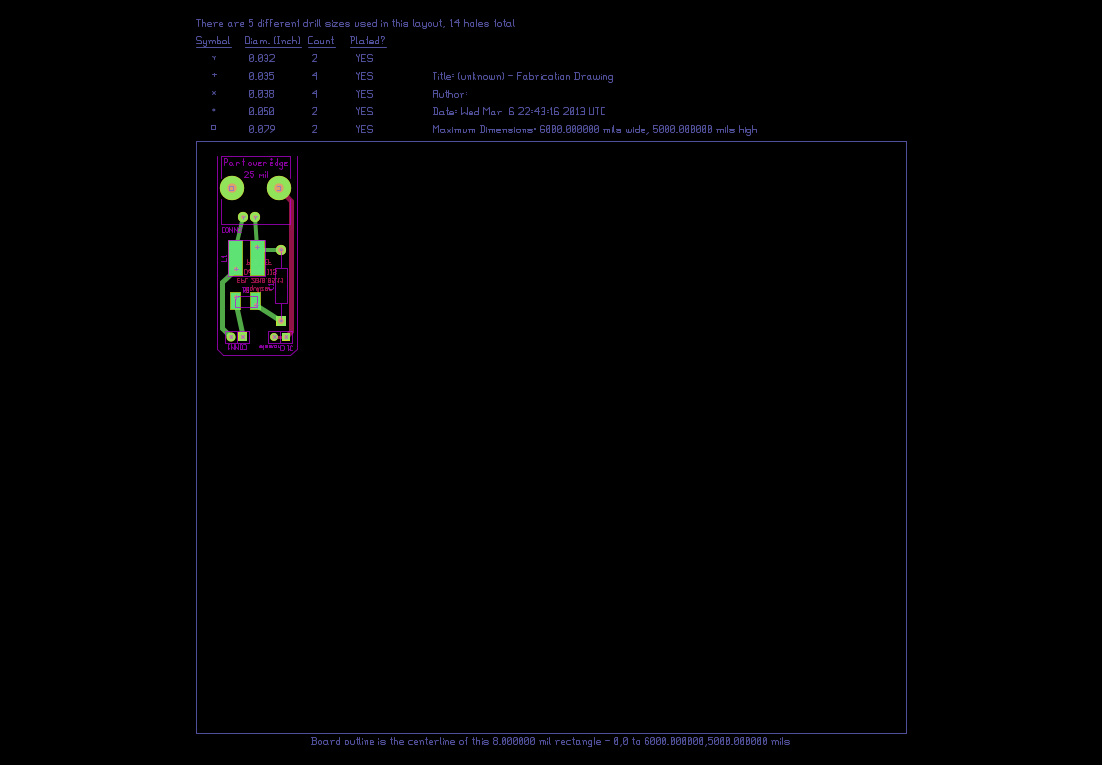 There are 5 different drill sizes used in this layout, 14 holes total
Symbol Diam. (Inch) Count Plated?
0.032 2 YES
0.035 4 YES Title: (unknown) - Fabrication Drawing
0.038 4 YES Author:
0.050 2 YES Date: Wed Mar 6 22:43:16 2013 UTC
0.079 2 YES Maximum Dimensions: 6000.000000 mils wide, 5000.000000 mils high
Part over edge
25 mil
Board outline is the centerline of this 8.000000 mil rectangle - 0,0 to 6000.000000,5000.000000 mils